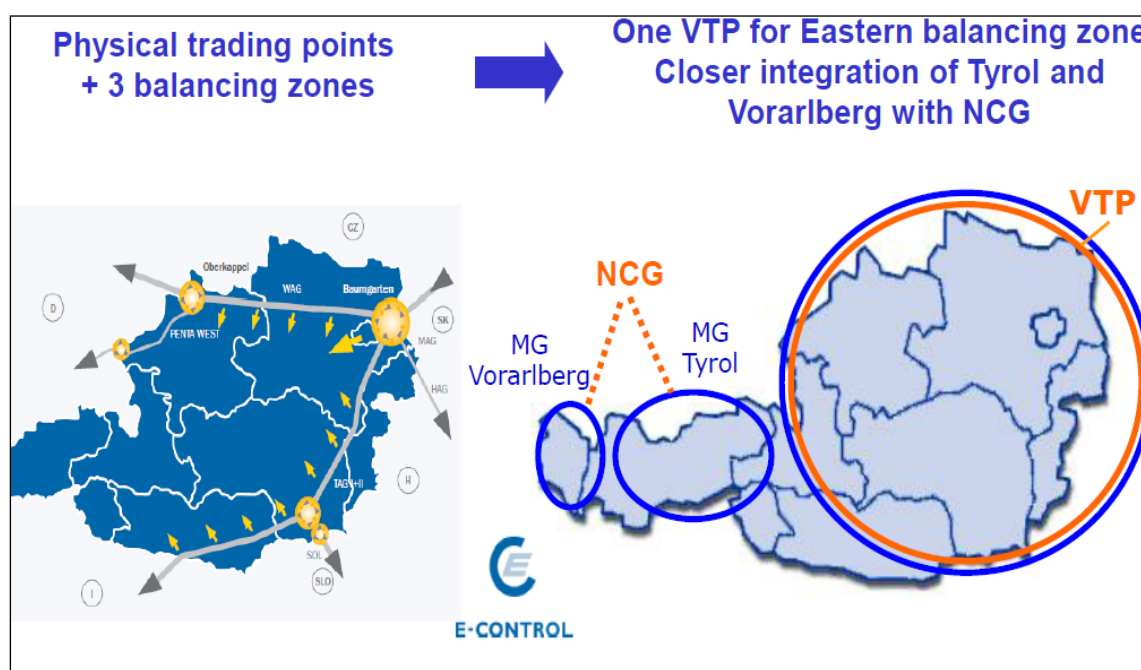 Physical trading points
+ 3 balancing zones
One VTP for Eastern balancing zone
Closer integration of Tyrol and
Vorarlberg with NCG
CZ
Oberkappel
WAG
Baumgarten
D
SK
PENTA WEST
MAG
HAG
H
TAG I+II
SOL
SLO
I
VTP
NCG
MG
Vorarlberg
MG
Tyrol
CE
E-CONTROL